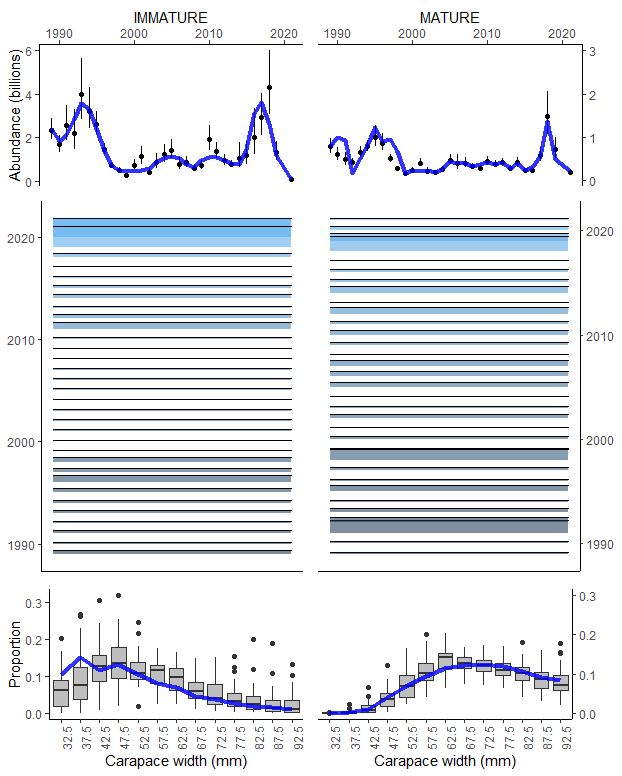 IMMATURE MATURE
1990 2000 2010 2020 1990 2000 2010 2020
Abundance (billions)
6 3
4 2
2 1
0 0
2020 2020
2010 2010
2000 2000
1990 1990
Proportion
0.3 0.3
0.2 0.2
0.1 0.1
0.0 0.0
32.5 37.5 42.5 47.5 52.5 57.5 62.5 67.5 72.5 77.5 82.5 87.5 92.5 32.5 37.5 42.5 47.5 52.5 57.5 62.5 67.5 72.5 77.5 82.5 87.5 92.5
Carapace width (mm) Carapace width (mm)